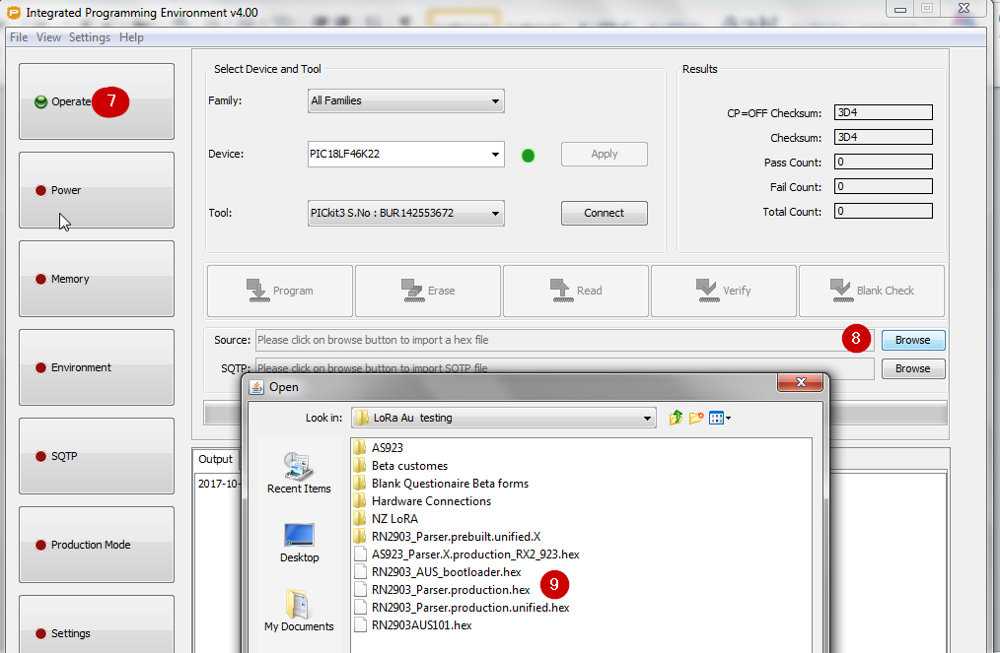 Integrated Programming Environment v4.00
File View Settings Help
Operate 7
Power
Memory
Environment
SQTP
Production Mode
Settings
Select Device and Tool
Family: All Families
Device: PIC18LF46K22 Apply
Tool: PICkit3 S.No : BUR142553672 Connect
Results
CP=OFF Checksum: 3D4
Checksum: 3D4
Pass Count: 0
Fail Count: 0
Total Count: 0
Program Erase Read Verify Blank Check
Source: Please click on browse button to import a hex file 8 Browse
SQTP: Please click on browse button to import SQTP file Browse
Output
2017-10-
Open
Look in: LoRa Au testing
Recent Items
Desktop
My Documents
AS923
Beta customes
Blank Questionaire Beta forms
Hardware Connections
NZ LoRA
RN2903_Parser.prebuilt.unified.X
AS923_Parser.X.production_RX2_923.hex
RN2903_AUS_bootloader.hex
RN2903_Parser.production.hex 9
RN2903_Parser.production.unified.hex
RN2903AUS101.hex